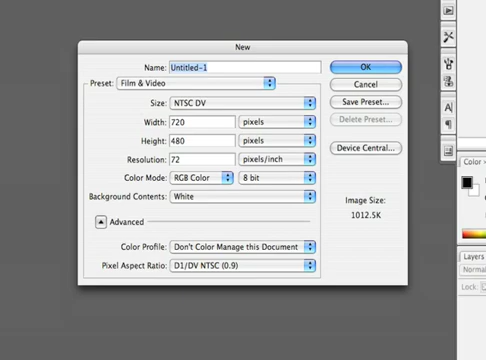 New
Name: Untitled-1
OK
Preset: Film & Video
Cancel
Size: NTSC DV
Save Preset...
Width: 720 pixels
Delete Preset...
Height: 480 pixels
Resolution: 72 pixels/inch
Device Central...
Color Mode: RGB Color 8 bit
Background Contents: White
Image Size:
1012.5K
Advanced
Color Profile: Don't Color Manage this Document
Pixel Aspect Ratio: D1/DV NTSC (0.9)
Color
Layers
Normal
Lock: